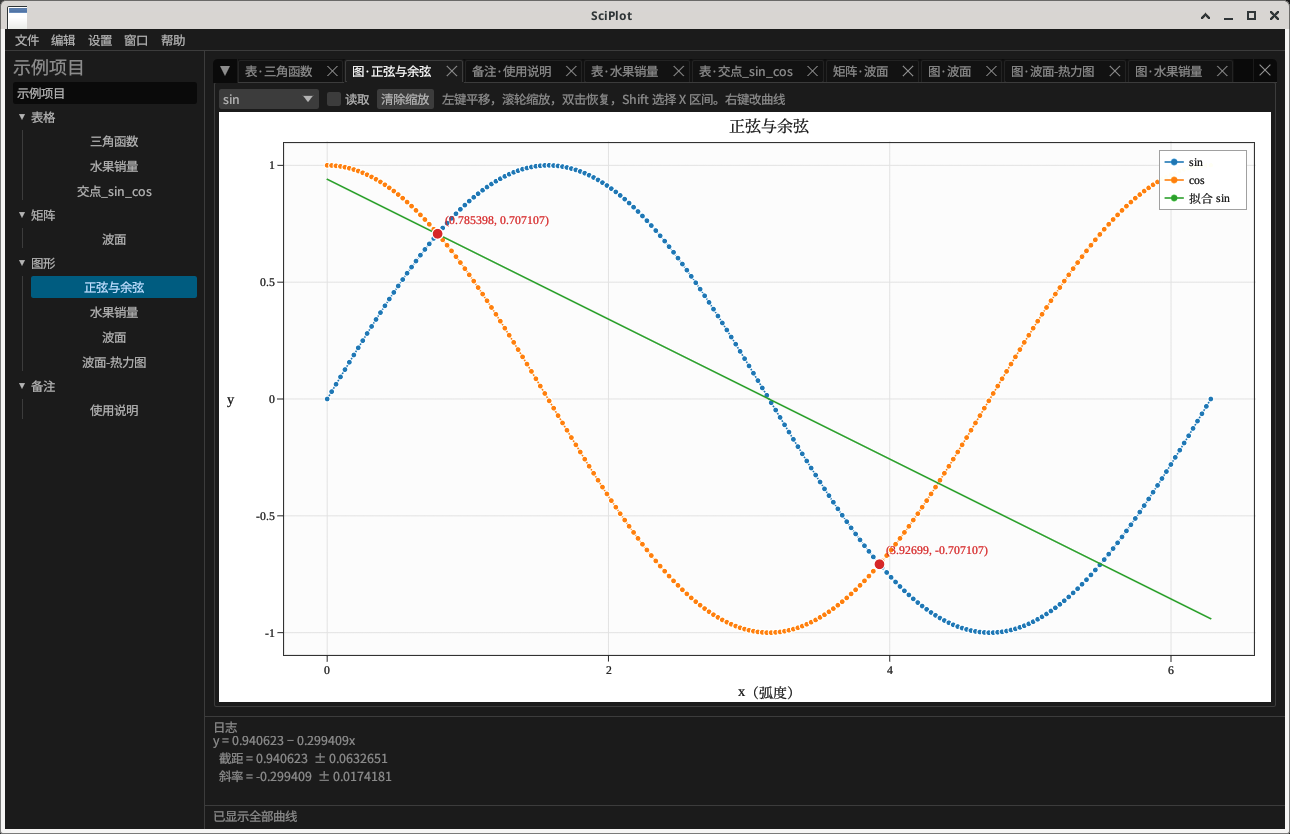 SciPlot
文件 编辑 设置 窗口 帮助
示例项目
示例项目
表格
三角函数
水果销量
交点_sin_cos
矩阵
波面
图形
正弦与余弦
水果销量
波面
波面-热力图
备注
使用说明
表·三角函数 图·正弦与余弦 备注·使用说明 表·水果销量 表·交点_sin_cos 矩阵·波面 图·波面 图·波面-热力图 图·水果销量
sin 读取 清除缩放 左键平移，滚轮缩放，双击恢复，Shift 选择 X 区间。右键改曲线
正弦与余弦
sin
cos
拟合 sin
(0.785398, 0.707107)
(3.92699, -0.707107)
1
0.5
0
-0.5
-1
y
0 2 4 6
x（弧度）
日志
y = 0.940623 − 0.299409x
截距 = 0.940623 ± 0.0632651
斜率 = -0.299409 ± 0.0174181
已显示全部曲线